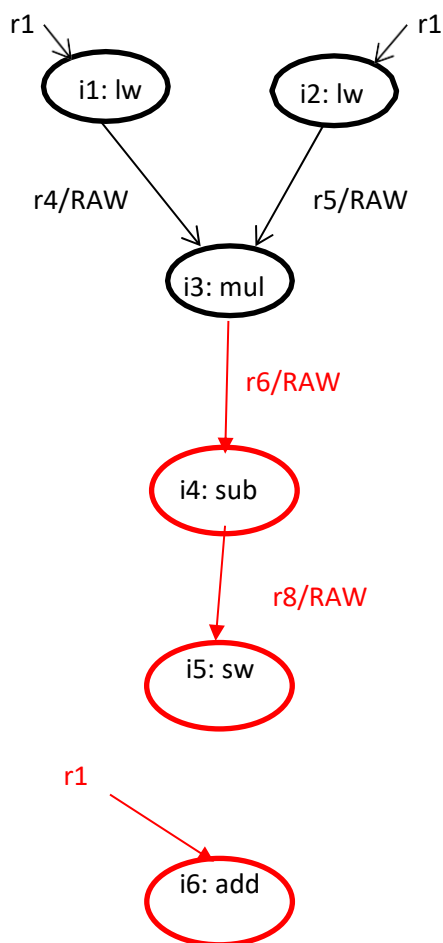 r1
r1
i1: lw
i2: lw
r4/RAW
r5/RAW
i3: mul
r6/RAW
i4: sub
r8/RAW
i5: sw
r1
i6: add